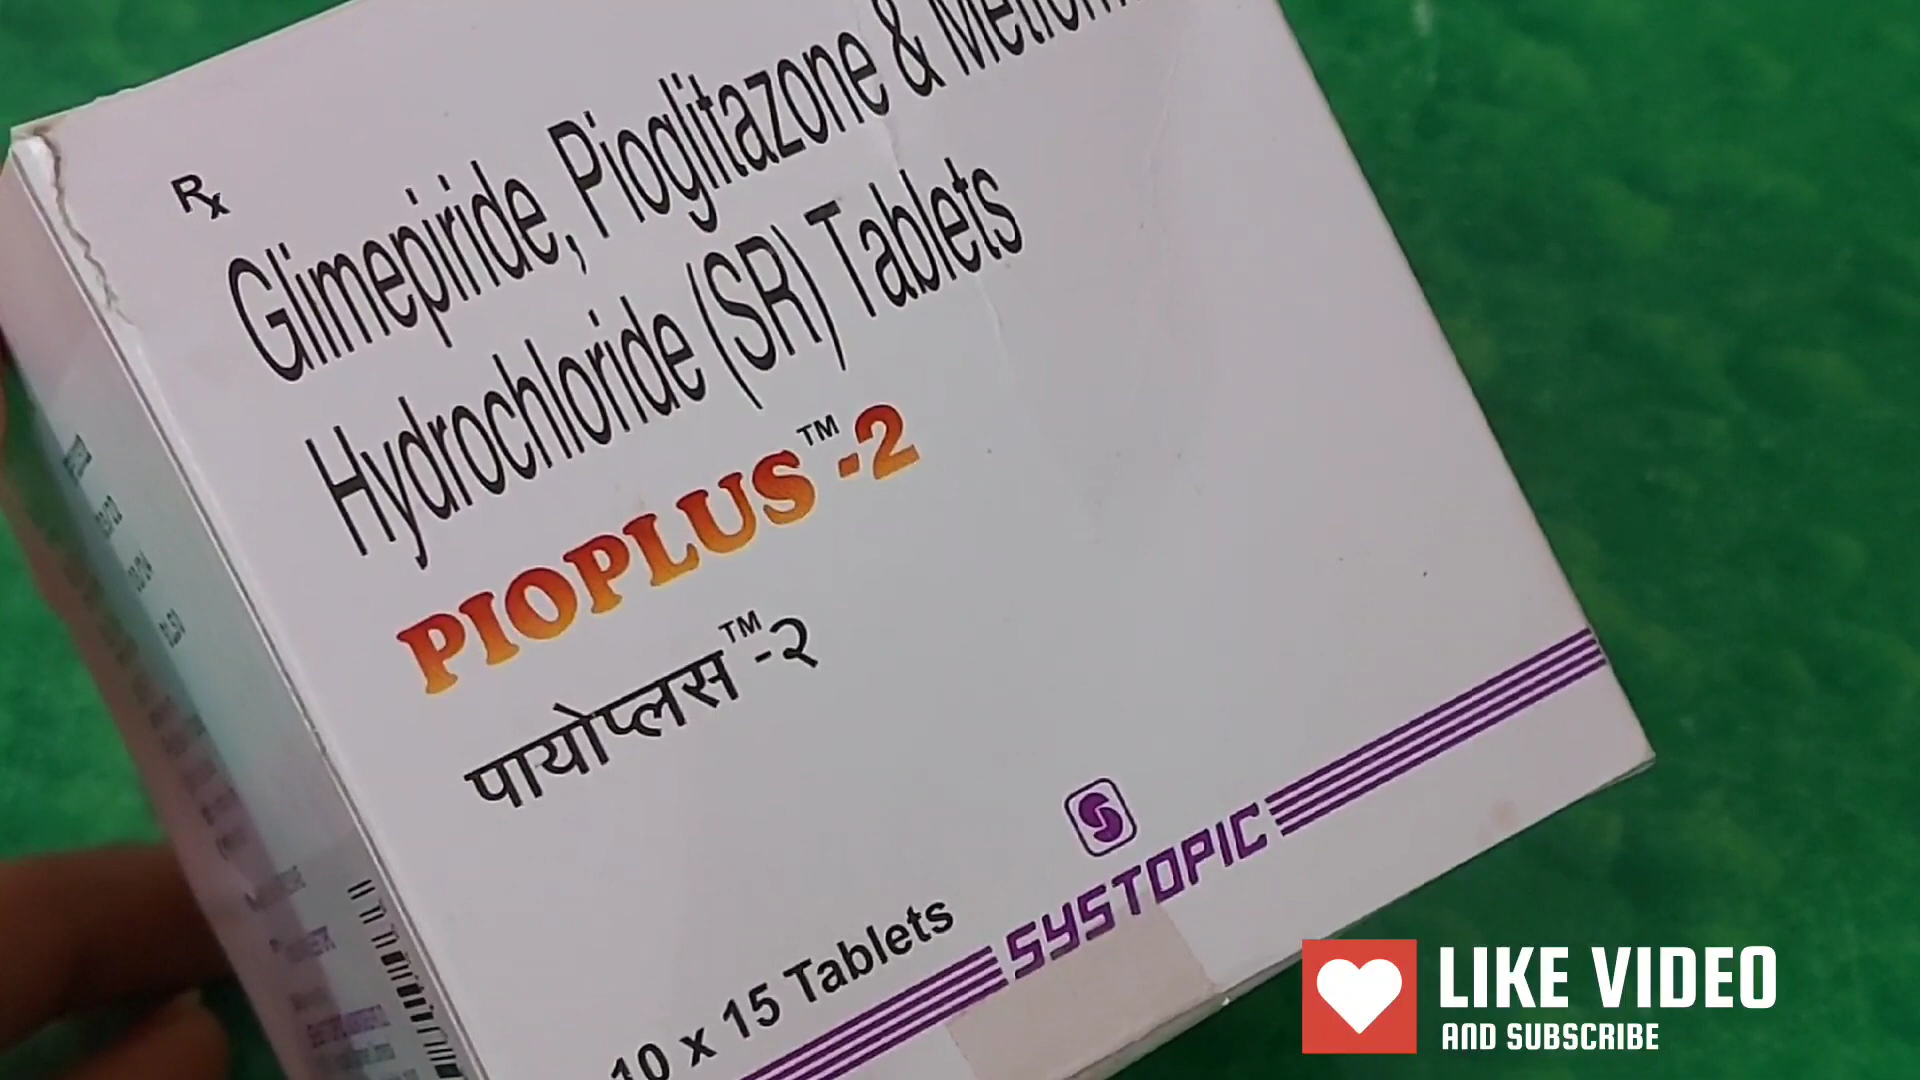 Rx
Glimepiride, Pioglitazone &
Hydrochloride (SR) Tablets
PIOPLUS™-2
पायोप्लस™-२
SYSTOPIC
10 x 15 Tablets
LIKE VIDEO
AND SUBSCRIBE